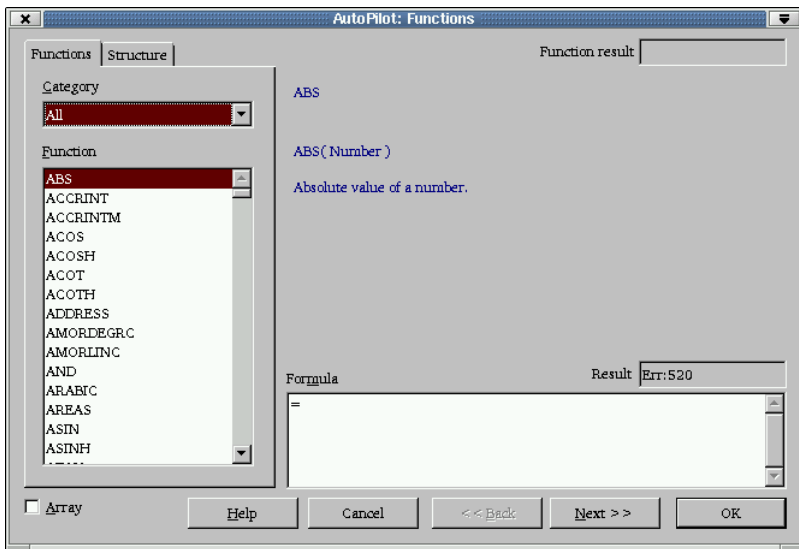 AutoPilot: Functions
Functions
Structure
Function result
Category
All
Function
ABS
ACCRINT
ACCRINTM
ACOS
ACOSH
ACOT
ACOTH
ADDRESS
AMORDEGRC
AMORLINC
AND
ARABIC
AREAS
ASIN
ASINH
ABS
ABS( Number )
Absolute value of a number.
Formula
Result
Err:520
=
Array
Help
Cancel
<< Back
Next >>
OK